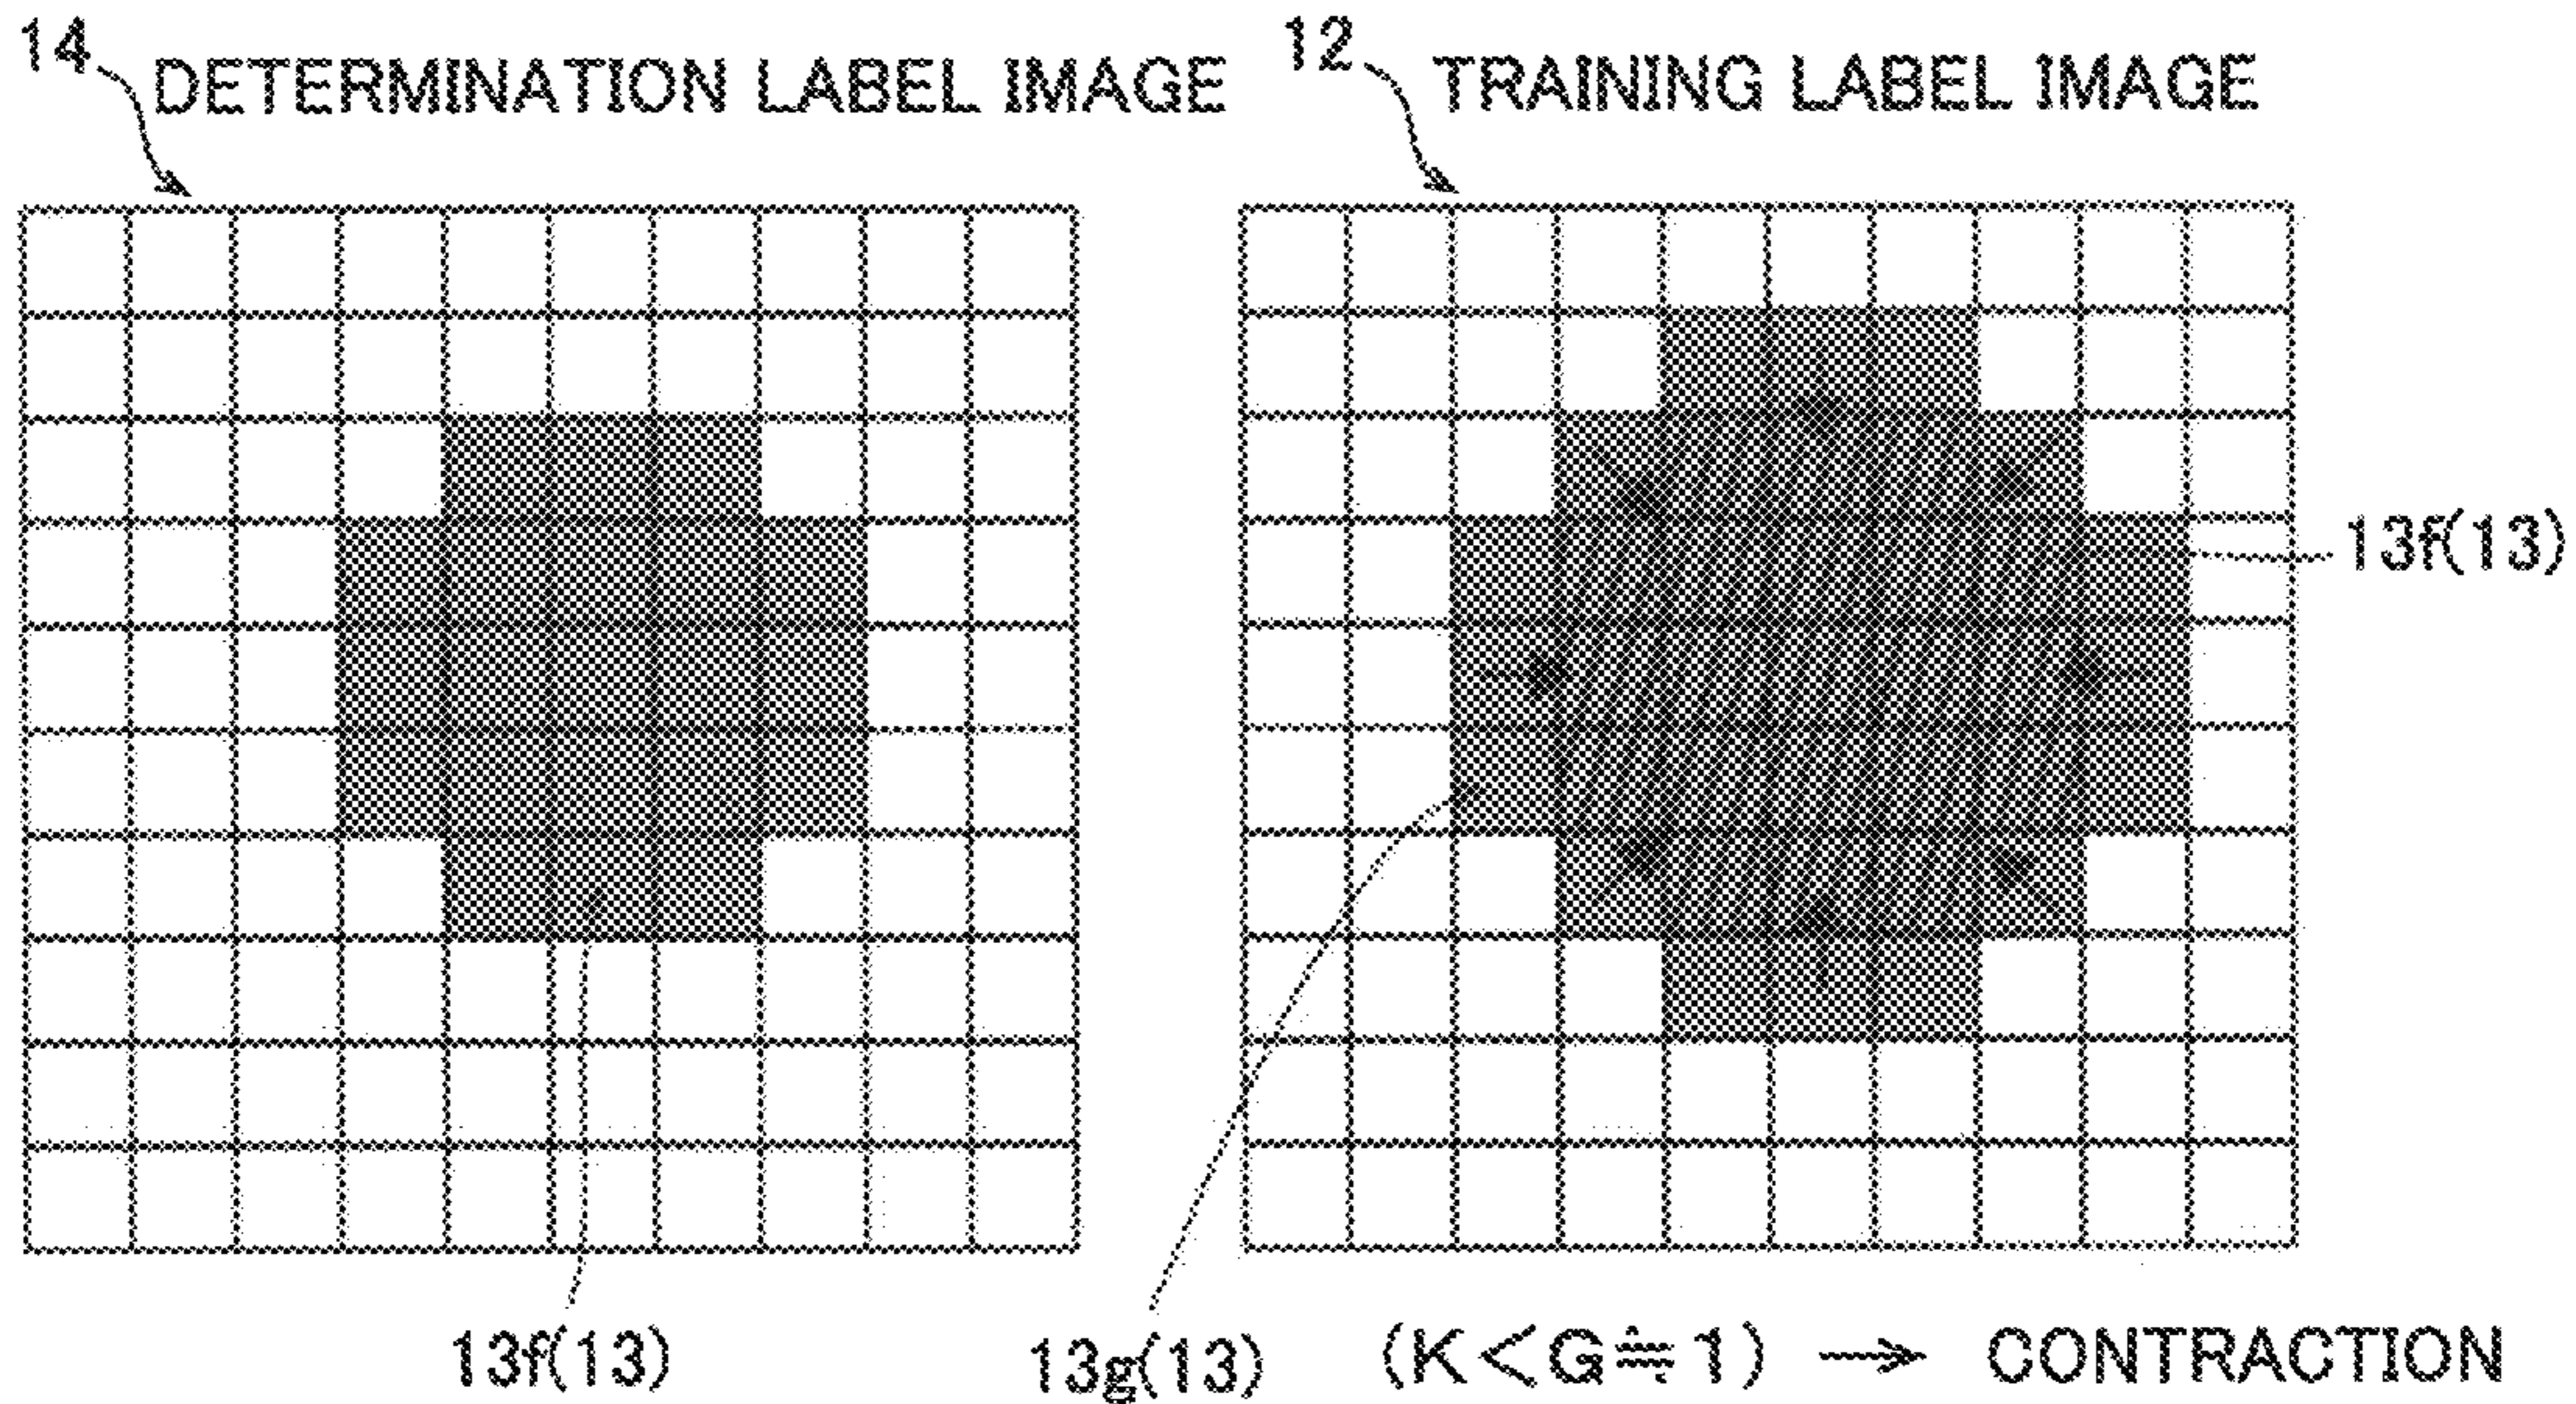 14 DETERMINATION LABEL IMAGE
12 TRAINING LABEL IMAGE
13f(13)
13f(13)
13g(13)
(K<G≒1) → CONTRACTION